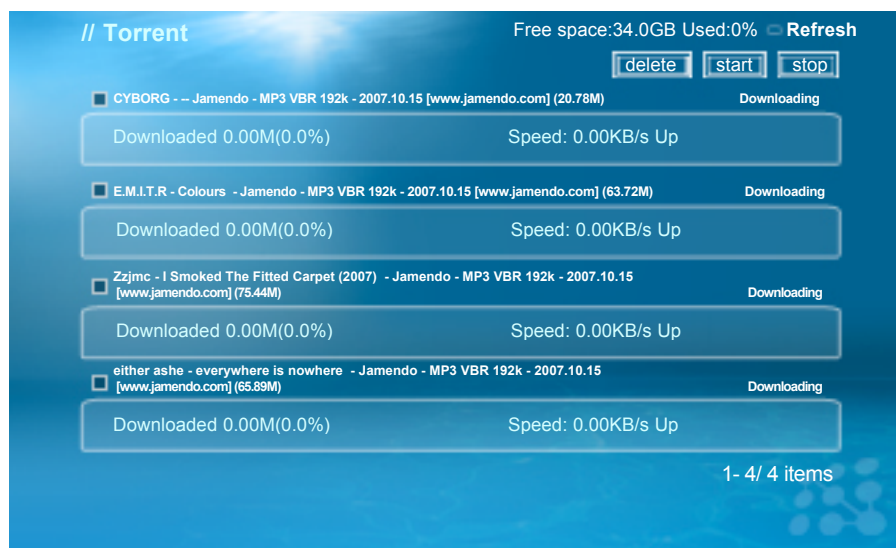 // Torrent
Free space:34.0GB Used:0% Refresh
delete start stop
CYBORG - -- Jamendo - MP3 VBR 192k - 2007.10.15 [www.jamendo.com] (20.78M) Downloading
Downloaded 0.00M(0.0%) Speed: 0.00KB/s Up
E.M.I.T.R - Colours - Jamendo - MP3 VBR 192k - 2007.10.15 [www.jamendo.com] (63.72M) Downloading
Downloaded 0.00M(0.0%) Speed: 0.00KB/s Up
Zzjmc - I Smoked The Fitted Carpet (2007) - Jamendo - MP3 VBR 192k - 2007.10.15
[www.jamendo.com] (75.44M) Downloading
Downloaded 0.00M(0.0%) Speed: 0.00KB/s Up
either ashe - everywhere is nowhere - Jamendo - MP3 VBR 192k - 2007.10.15
[www.jamendo.com] (65.89M) Downloading
Downloaded 0.00M(0.0%) Speed: 0.00KB/s Up
1- 4/ 4 items